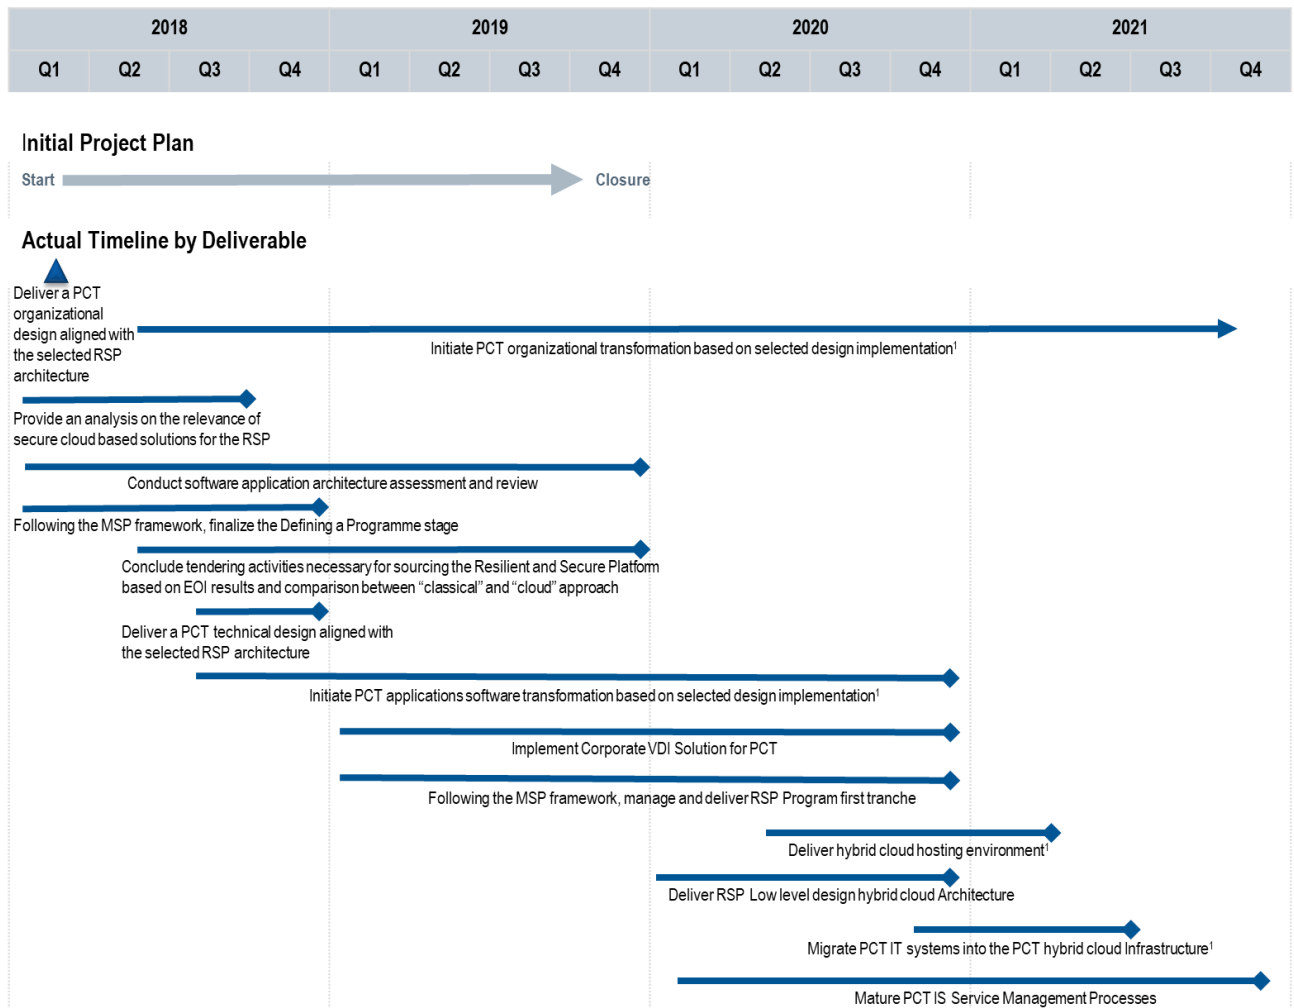 2018 2019 2020 2021
Q1 Q2 Q3 Q4 Q1 Q2 Q3 Q4 Q1 Q2 Q3 Q4 Q1 Q2 Q3 Q4
Initial Project Plan
Start Closure
Actual Timeline by Deliverable
Deliver a PCT
organizational
design aligned with
the selected RSP
architecture
Initiate PCT organizational transformation based on selected design implementation¹
Provide an analysis on the relevance of
secure cloud based solutions for the RSP
Conduct software application architecture assessment and review
Following the MSP framework, finalize the Defining a Programme stage
Conclude tendering activities necessary for sourcing the Resilient and Secure Platform
based on EOI results and comparison between “classical” and “cloud” approach
Deliver a PCT technical design aligned with
the selected RSP architecture
Initiate PCT applications software transformation based on selected design implementation¹
Implement Corporate VDI Solution for PCT
Following the MSP framework, manage and deliver RSP Program first tranche
Deliver hybrid cloud hosting environment¹
Deliver RSP Low level design hybrid cloud Architecture
Migrate PCT IT systems into the PCT hybrid cloud Infrastructure¹
Mature PCT IS Service Management Processes